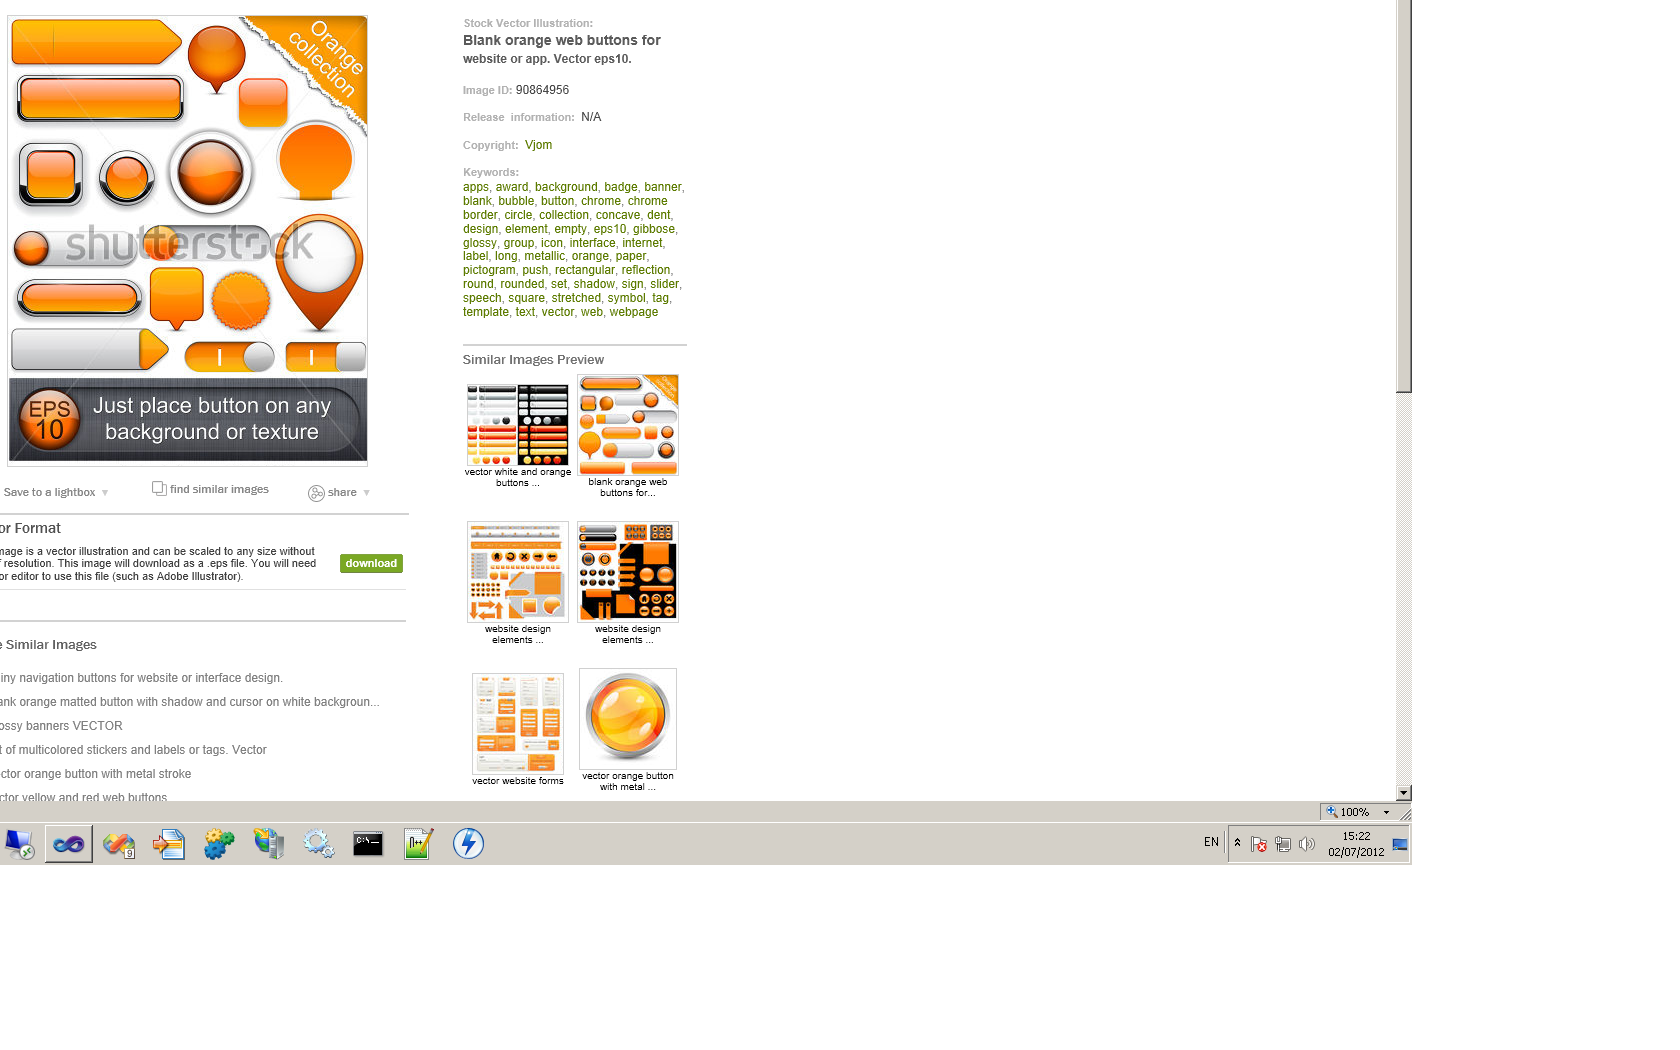 Orange
collection
shutterstock
EPS
10
Just place button on any
background or texture
Save to a lightbox
find similar images
share
or Format
mage is a vector illustration and can be scaled to any size without
f resolution. This image will download as a .eps file. You will need
or editor to use this file (such as Adobe Illustrator).
download
e Similar Images
iny navigation buttons for website or interface design.
ank orange matted button with shadow and cursor on white backgroun...
ossy banners VECTOR
t of multicolored stickers and labels or tags. Vector
ctor orange button with metal stroke
ctor yellow and red web buttons
Stock Vector Illustration:
Blank orange web buttons for
website or app. Vector eps10.
Image ID: 90864956
Release information: N/A
Copyright: Vjom
Keywords:
apps, award, background, badge, banner,
blank, bubble, button, chrome, chrome
border, circle, collection, concave, dent,
design, element, empty, eps10, gibbose,
glossy, group, icon, interface, internet,
label, long, metallic, orange, paper,
pictogram, push, rectangular, reflection,
round, rounded, set, shadow, sign, slider,
speech, square, stretched, symbol, tag,
template, text, vector, web, webpage
Similar Images Preview
vector white and orange
buttons ...
blank orange web
buttons for...
website design
elements ...
website design
elements ...
vector website forms
vector orange button
with metal ...
100%
9
C:\_
n++
EN
15:22
02/07/2012